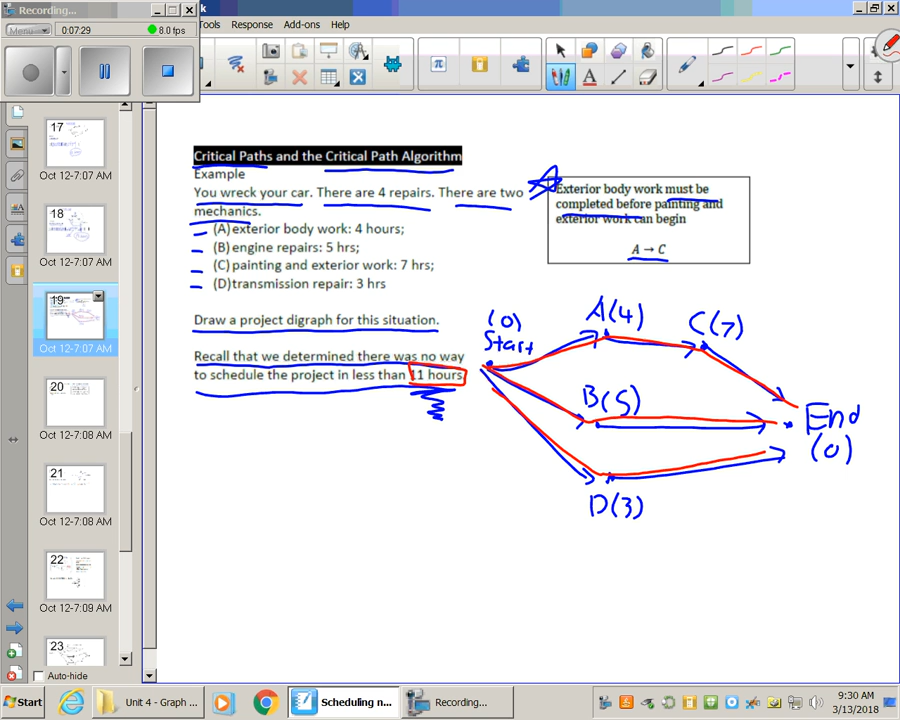 Recording...
Menu
0:07:29
8.0 fps
Tools Response Add-ons Help
17
Oct 12-7:07 AM
18
Oct 12-7:07 AM
19
Oct 12-7:07 AM
20
Oct 12-7:08 AM
21
Oct 12-7:08 AM
22
Oct 12-7:09 AM
23
Auto-hide
Critical Paths and the Critical Path Algorithm
Example
You wreck your car. There are 4 repairs. There are two
mechanics.
(A) exterior body work: 4 hours;
(B) engine repairs: 5 hrs;
(C) painting and exterior work: 7 hrs;
(D) transmission repair: 3 hrs
Draw a project digraph for this situation.
Recall that we determined there was no way
to schedule the project in less than 11 hours.
Exterior body work must be
completed before painting and
exterior work can begin
A → C
(0)
Start
A(4)
C(7)
B(5)
End
(0)
D(3)
Start
Unit 4 - Graph ...
Scheduling n...
Recording...
9:30 AM
3/13/2018